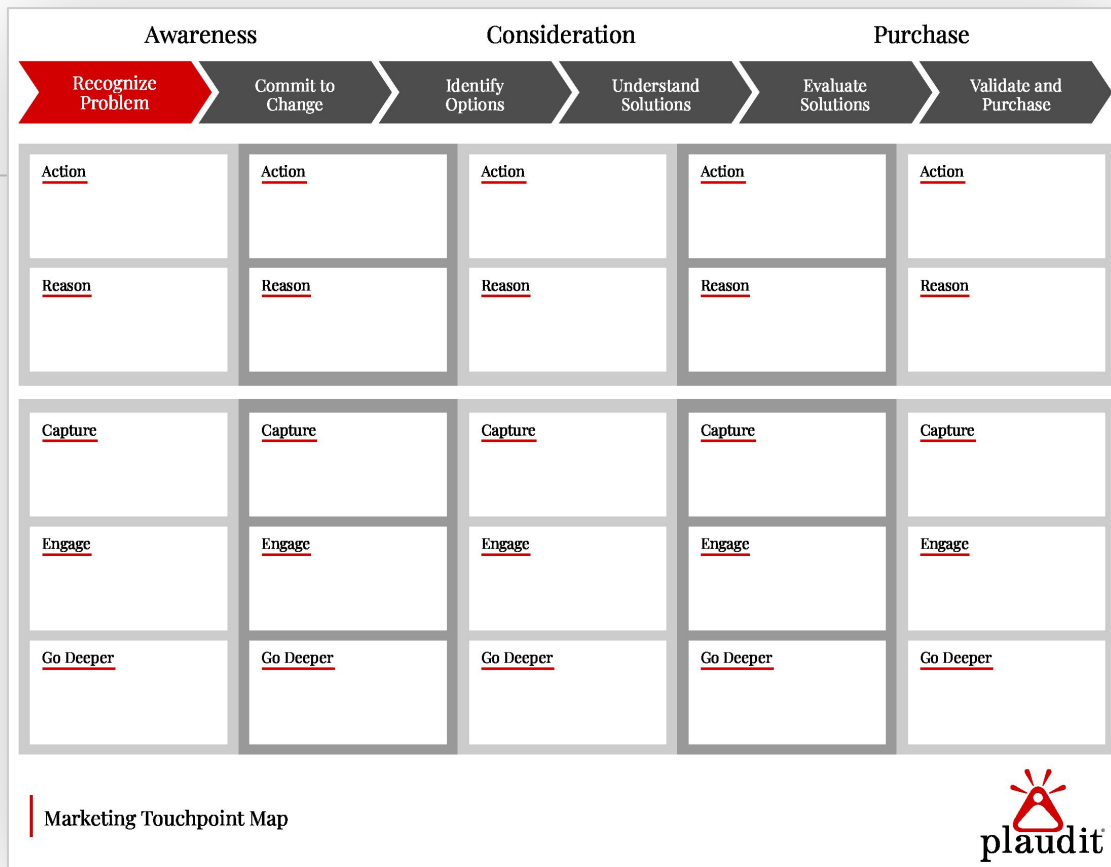 Awareness
Consideration
Purchase
Recognize
Problem
Commit to
Change
Identify
Options
Understand
Solutions
Evaluate
Solutions
Validate and
Purchase
Action
Action
Action
Action
Action
Reason
Reason
Reason
Reason
Reason
Capture
Capture
Capture
Capture
Capture
Engage
Engage
Engage
Engage
Engage
Go Deeper
Go Deeper
Go Deeper
Go Deeper
Go Deeper
Marketing Touchpoint Map
plaudit